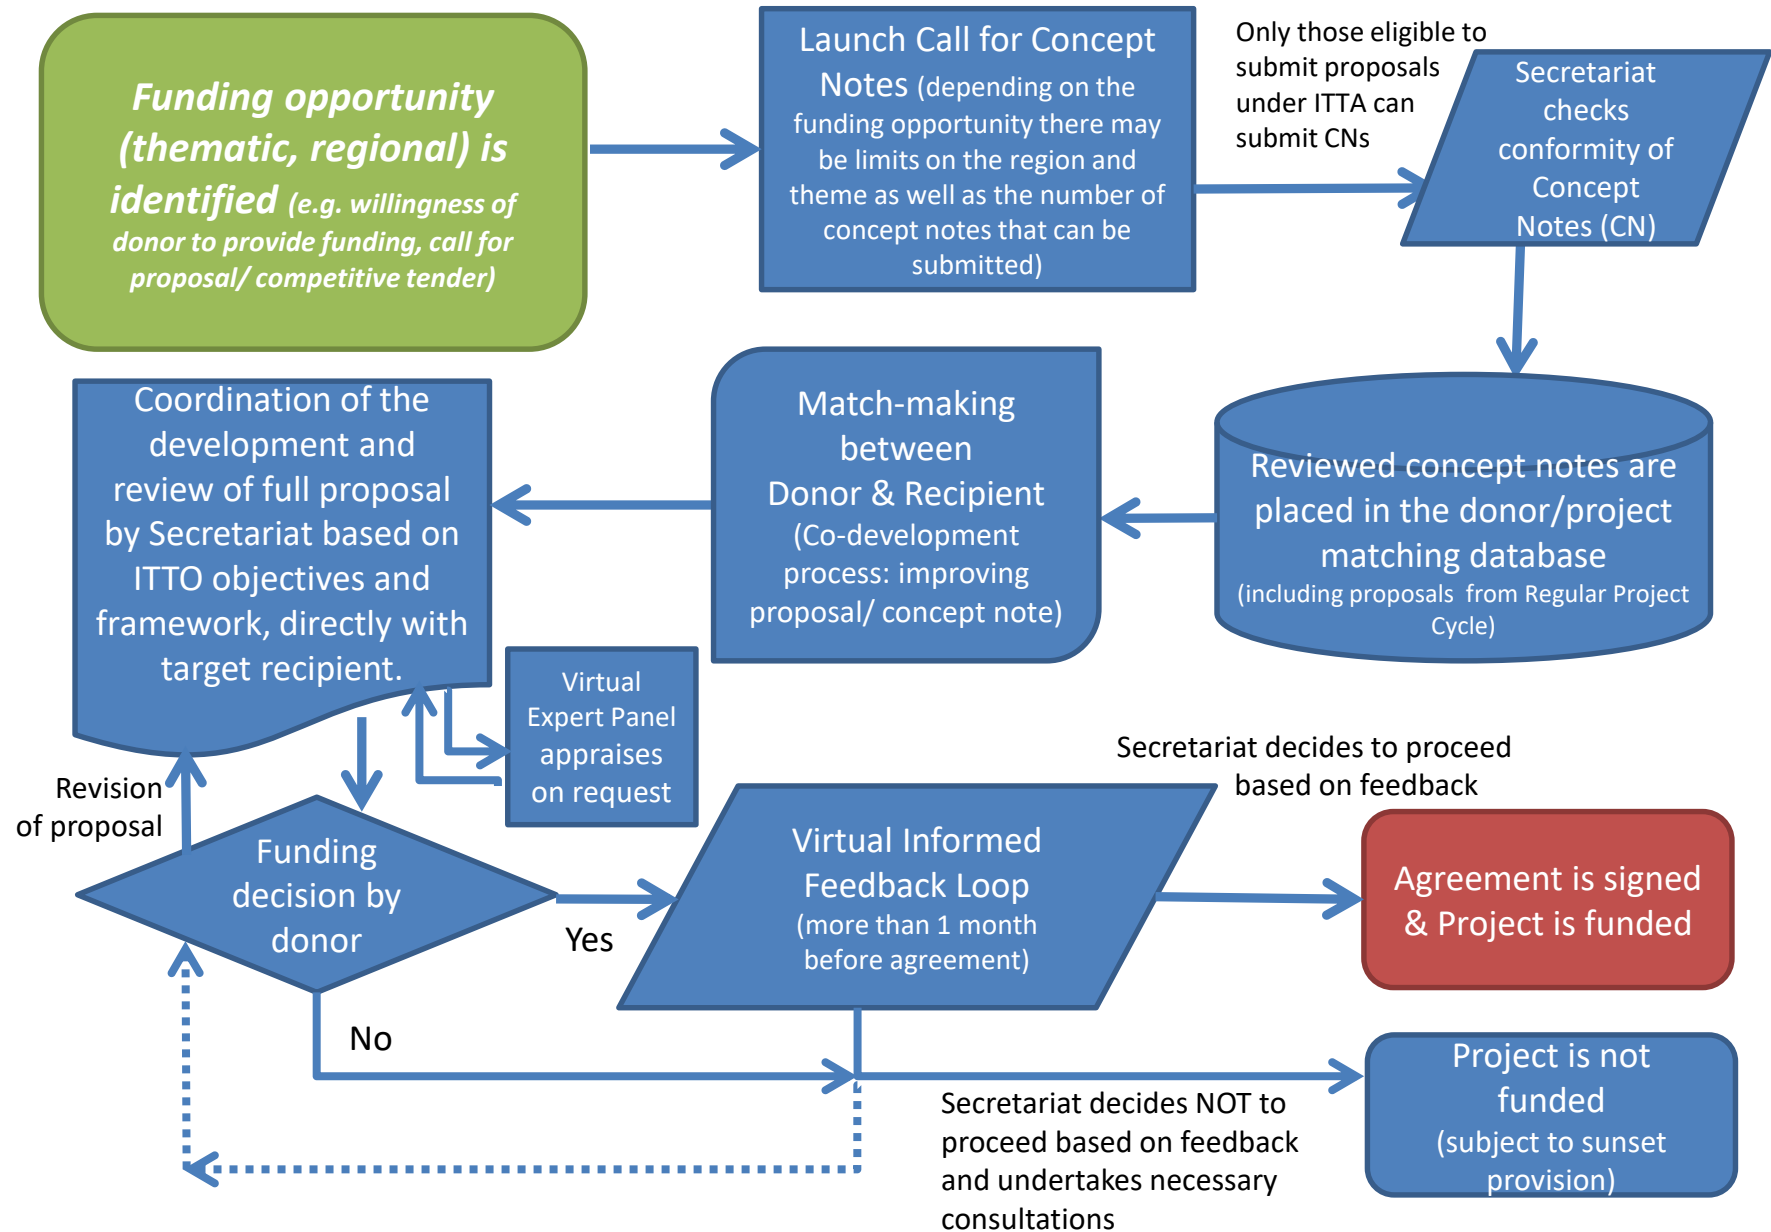 Funding opportunity
(thematic, regional) is
identified (e.g. willingness of
donor to provide funding, call for
proposal/ competitive tender)
Launch Call for Concept
Notes (depending on the
funding opportunity there may
be limits on the region and
theme as well as the number of
concept notes that can be
submitted)
Only those eligible to
submit proposals
under ITTA can
submit CNs
Secretariat
checks
conformity of
Concept
Notes (CN)
Reviewed concept notes are
placed in the donor/project
matching database
(including proposals from Regular Project
Cycle)
Match-making
between
Donor & Recipient
(Co-development
process: improving
proposal/ concept note)
Coordination of the
development and
review of full proposal
by Secretariat based on
ITTO objectives and
framework, directly with
target recipient.
Virtual
Expert Panel
appraises
on request
Revision
of proposal
Funding
decision by
donor
Yes
No
Virtual Informed
Feedback Loop
(more than 1 month
before agreement)
Secretariat decides to proceed
based on feedback
Agreement is signed
& Project is funded
Secretariat decides NOT to
proceed based on feedback
and undertakes necessary
consultations
Project is not
funded
(subject to sunset
provision)